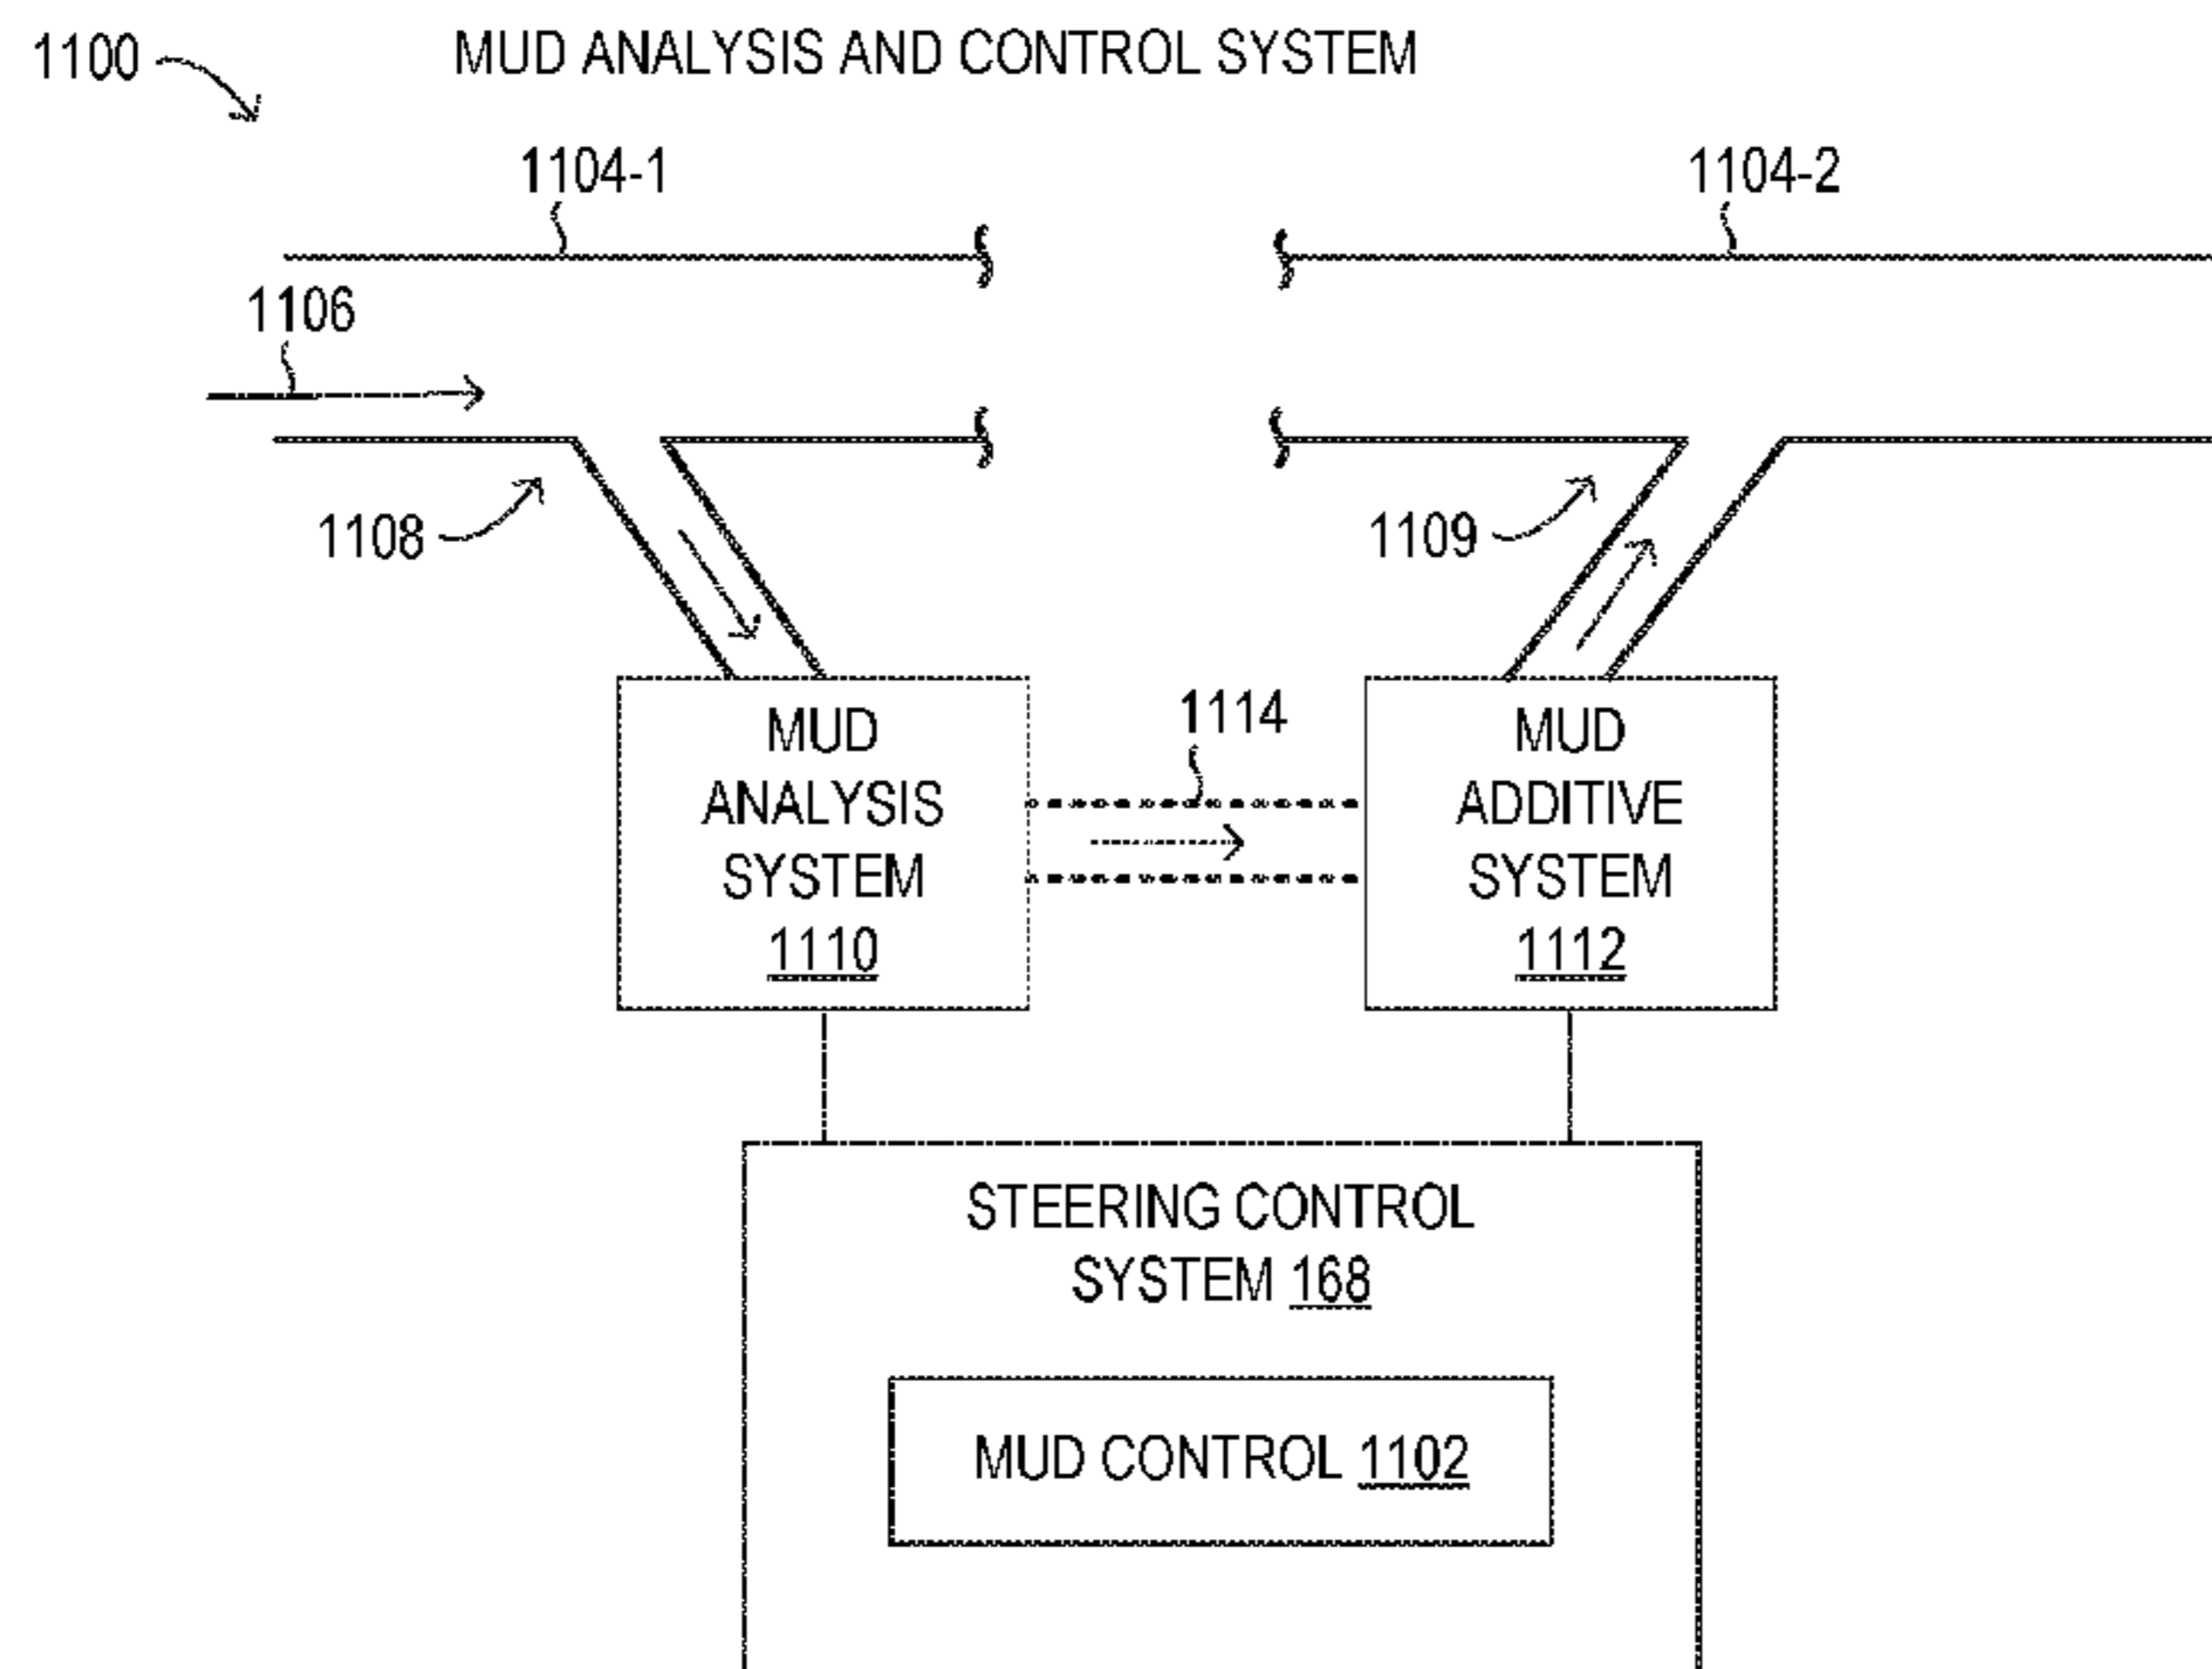 1100
MUD ANALYSIS AND CONTROL SYSTEM
1104-1
1104-2
1106
1108
1109
MUD
ANALYSIS
SYSTEM
1110
1114
MUD
ADDITIVE
SYSTEM
1112
STEERING CONTROL
SYSTEM 168
MUD CONTROL 1102